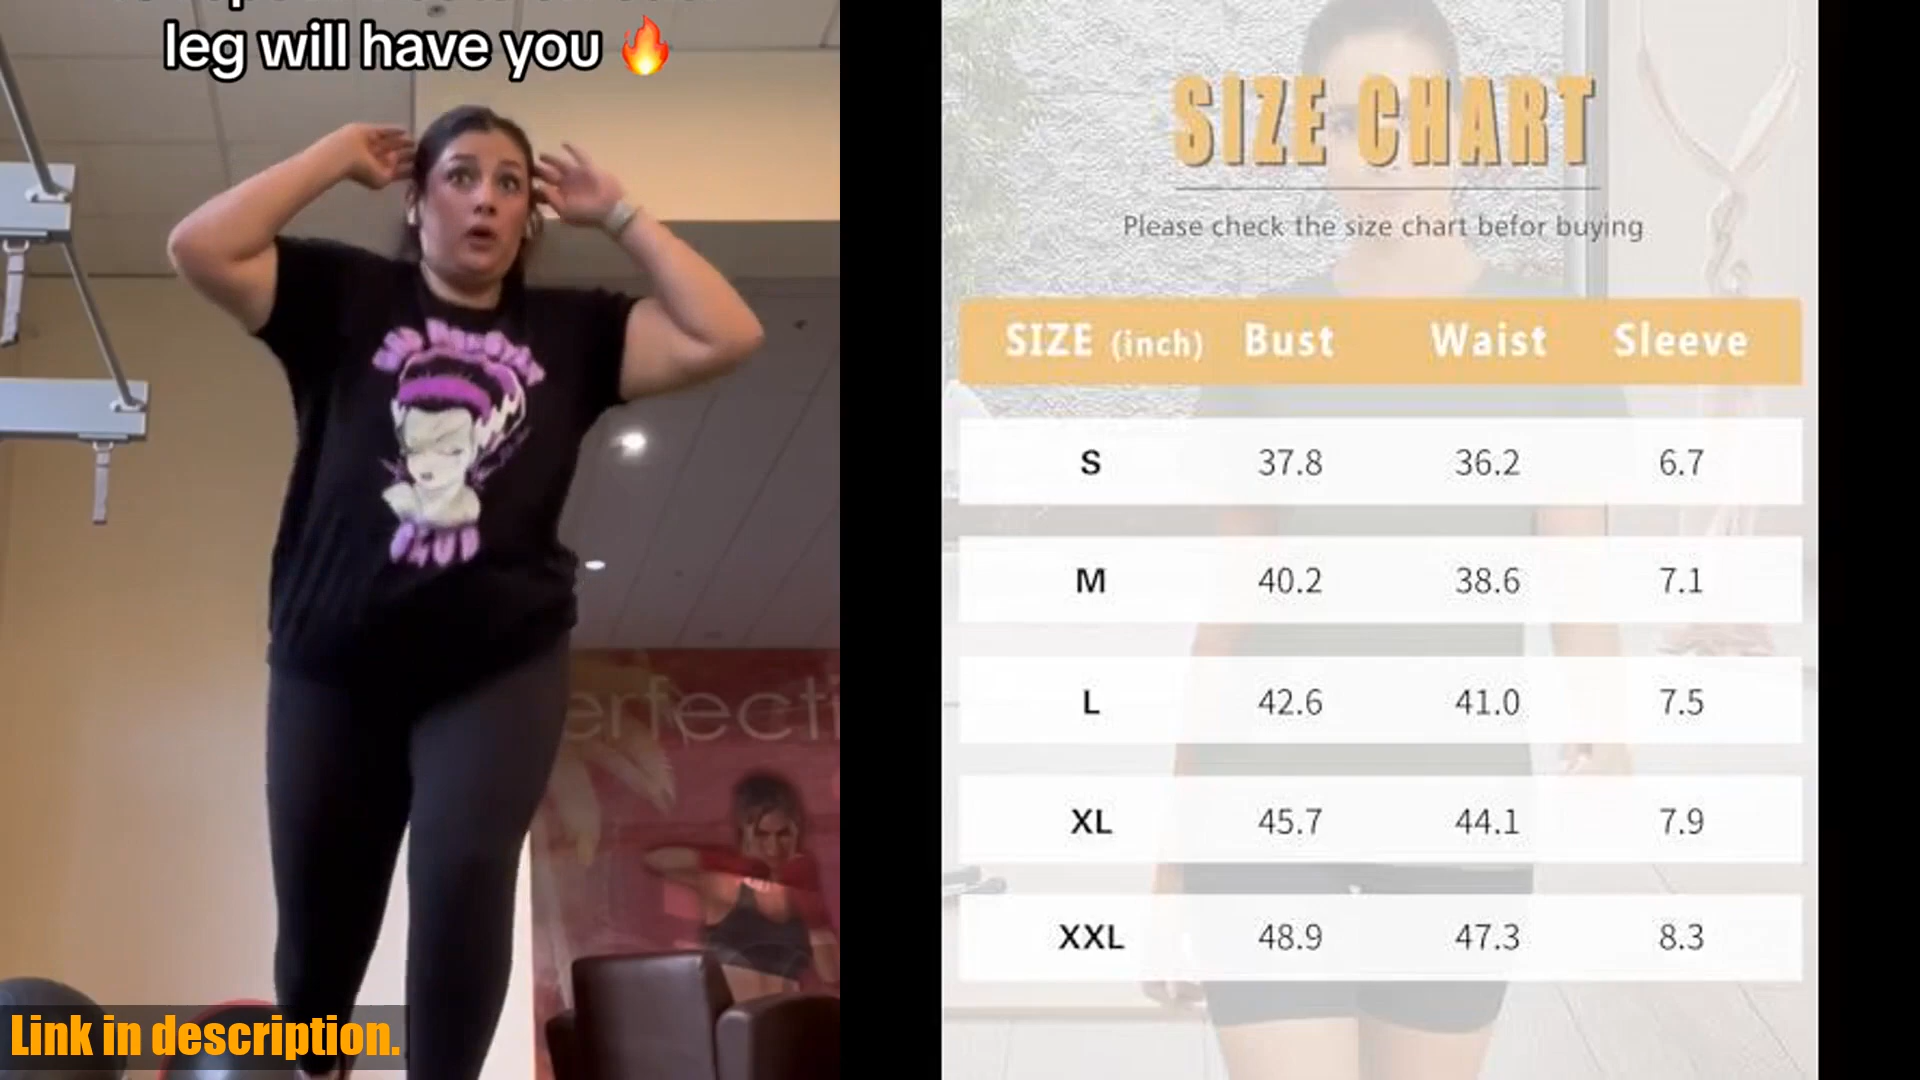 leg will have you 🔥
CLUB
erfecti
Link in description.
SIZE CHART
Please check the size chart befor buying
SIZE (inch) Bust Waist Sleeve
S 37.8 36.2 6.7
M 40.2 38.6 7.1
L 42.6 41.0 7.5
XL 45.7 44.1 7.9
XXL 48.9 47.3 8.3